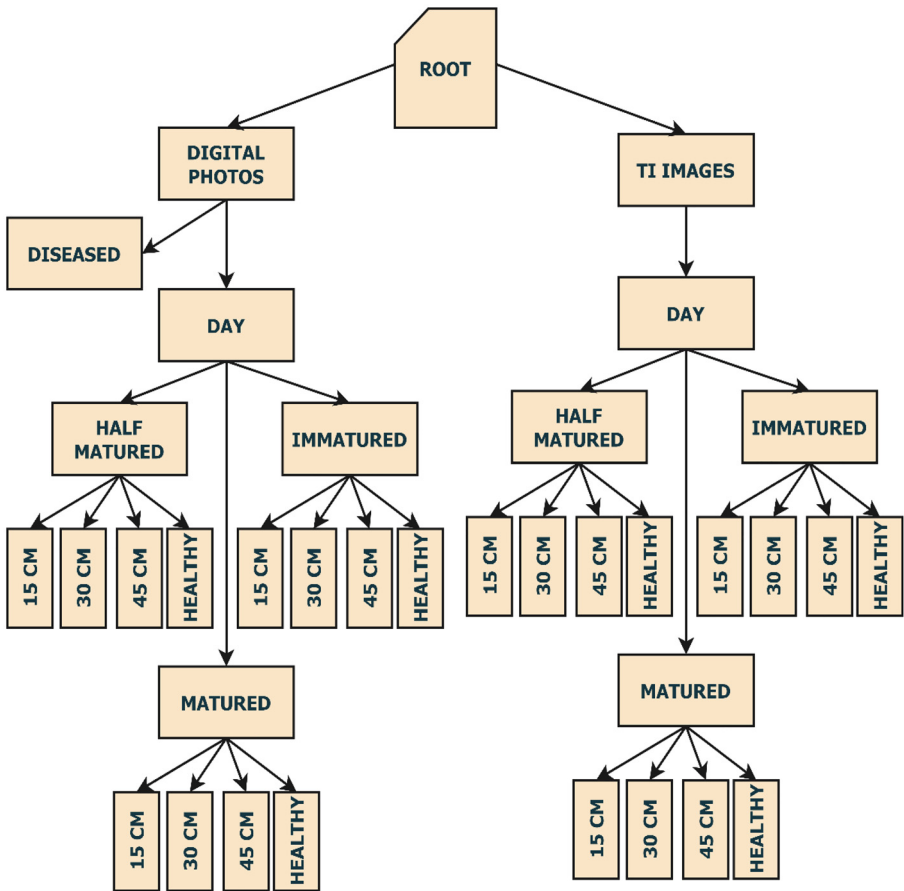 ROOT
DIGITAL
PHOTOS
TI IMAGES
DISEASED
DAY
DAY
HALF
MATURED
IMMATURED
HALF
MATURED
IMMATURED
15 CM
30 CM
45 CM
HEALTHY
15 CM
30 CM
45 CM
HEALTHY
15 CM
30 CM
45 CM
HEALTHY
15 CM
30 CM
45 CM
HEALTHY
MATURED
MATURED
15 CM
30 CM
45 CM
HEALTHY
15 CM
30 CM
45 CM
HEALTHY